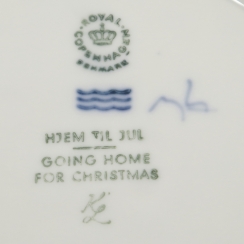 ROYAL
COPENHAGEN
DENMARK
HJEM TIL JUL
GOING HOME
FOR CHRISTMAS